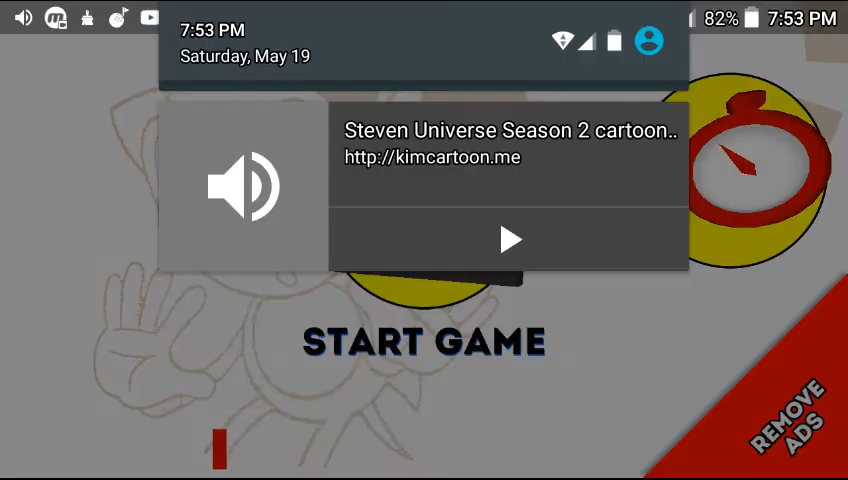 82% 7:53 PM
7:53 PM
Saturday, May 19
Steven Universe Season 2 cartoon..
http://kimcartoon.me
START GAME
REMOVE
ADS